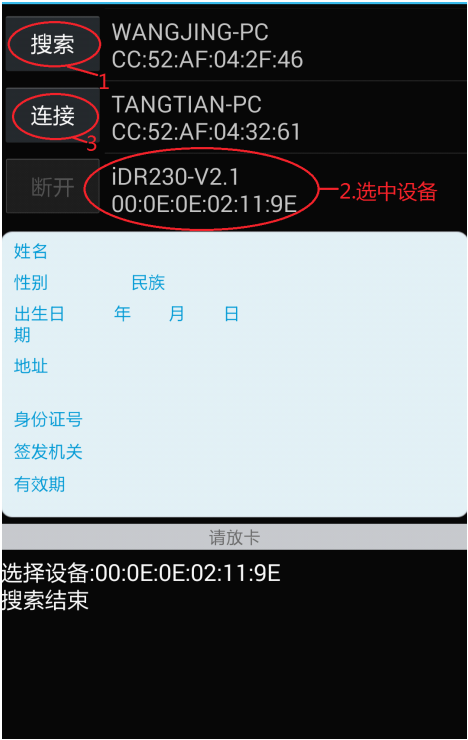 搜索
WANGJING-PC
CC:52:AF:04:2F:46
1
连接
TANGTIAN-PC
CC:52:AF:04:32:61
3
断开
iDR230-V2.1
00:0E:0E:02:11:9E
2.选中设备
姓名
性别 民族
出生日期 年 月 日
地址
身份证号
签发机关
有效期
请放卡
选择设备:00:0E:0E:02:11:9E
搜索结束